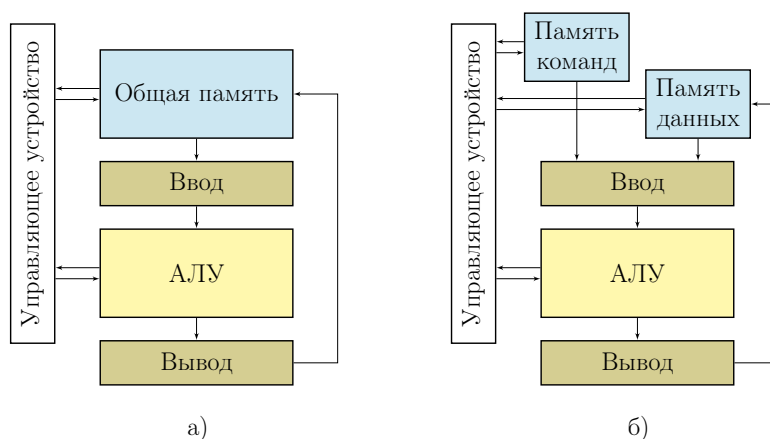 Управляющее устройство
Общая память
Ввод
АЛУ
Вывод
а)
Управляющее устройство
Память
команд
Память
данных
Ввод
АЛУ
Вывод
б)